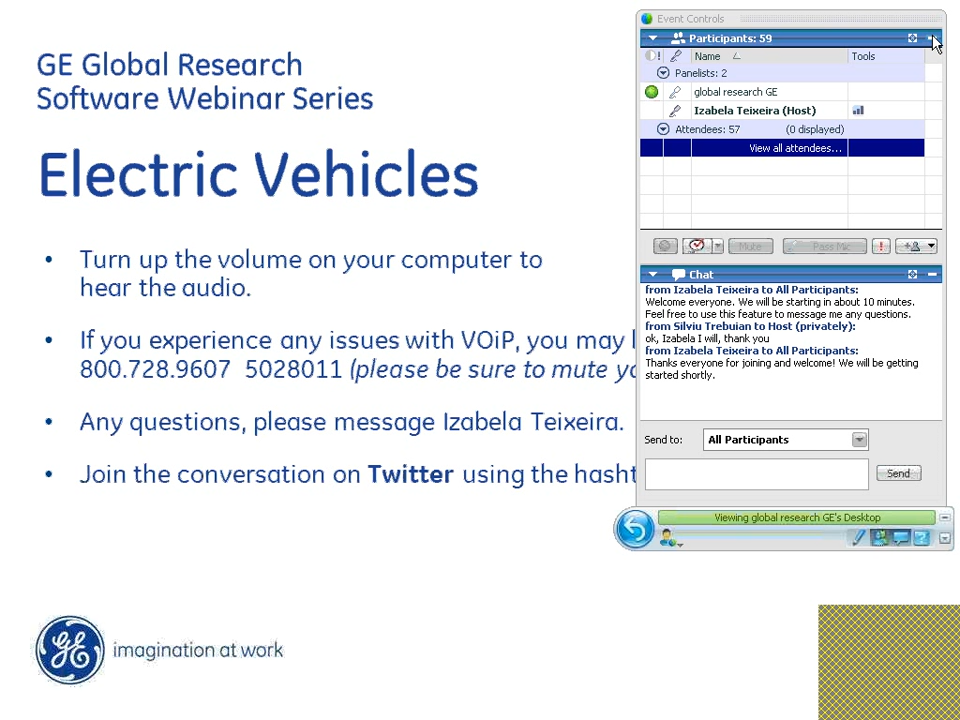 GE Global Research
Software Webinar Series
Electric Vehicles
• Turn up the volume on your computer to
hear the audio.
• If you experience any issues with VOiP, you may
800.728.9607 5028011 (please be sure to mute
• Any questions, please message Izabela Teixeira.
• Join the conversation on Twitter using the
imagination at work
Event Controls
Participants: 59
Name Tools
Panelists: 2
global research GE
Izabela Teixeira (Host)
Attendees: 57 (0 displayed)
View all attendees...
Mute Pass Mic
Chat
from Izabela Teixeira to All Participants:
Welcome everyone. We will be starting in about 10 minutes.
Feel free to use this feature to message me any questions.
from Silviu Trebuian to Host (privately):
ok, Izabela I will, thank you
from Izabela Teixeira to All Participants:
Thanks everyone for joining and welcome! We will be getting
started shortly.
Send to: All Participants
Send
Viewing global research GE's Desktop